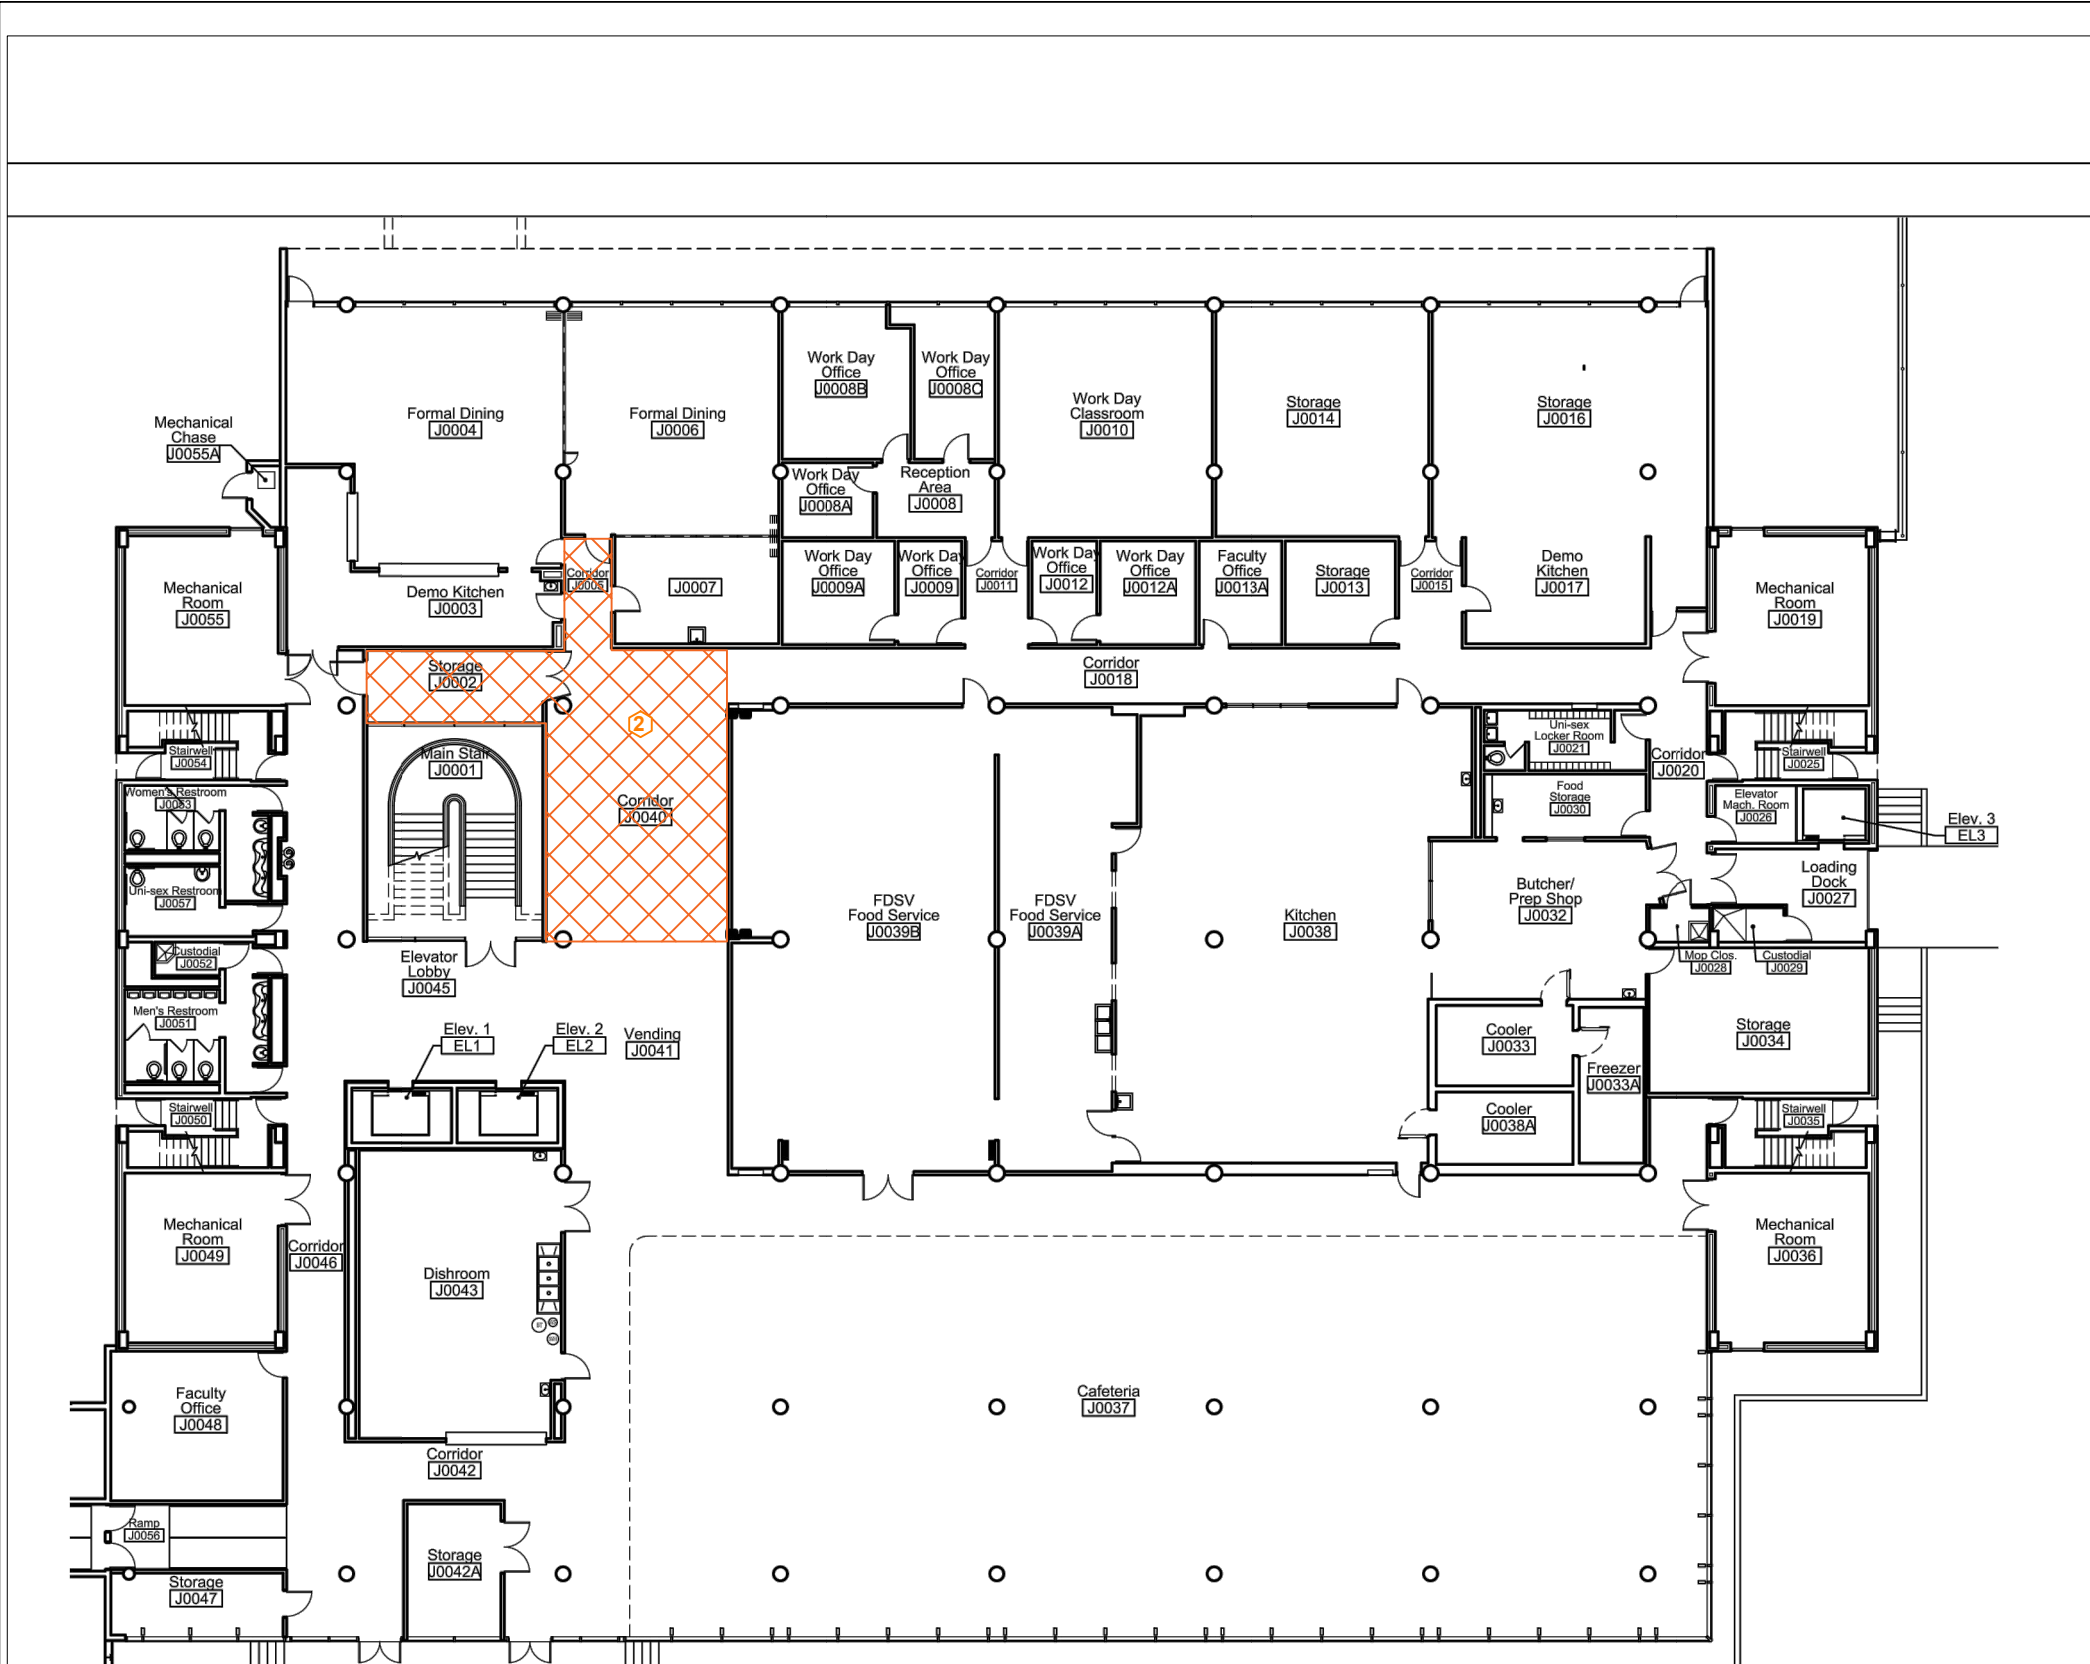 Work Day
Office
J0008B
Work Day
Office
J0008C
Formal Dining
J0004
Formal Dining
J0006
Work Day
Classroom
J0010
Storage
J0014
Storage
J0016
Mechanical
Chase
J0055A
Work Day
Office
J0008A
Reception
Area
J0008
Mechanical
Room
J0055
Demo Kitchen
J0003
Corridor
J0005
J0007
Work Day
Office
J0009A
Work Day
Office
J0009
Corridor
J0011
Work Day
Office
J0012
Work Day
Office
J0012A
Faculty
Office
J0013A
Storage
J0013
Corridor
J0015
Demo
Kitchen
J0017
Mechanical
Room
J0019
Storage
J0002
Corridor
J0018
2
Main Stair
J0001
Stairwell
J0054
Uni-sex
Locker Room
J0021
Corridor
J0020
Stairwell
J0025
Women's Restroom
J0053
Corridor
J0040
Food
Storage
J0030
Elevator
Mach. Room
J0026
Elev. 3
EL3
Uni-sex Restroom
J0057
FDSV
Food Service
J0039B
FDSV
Food Service
J0039A
Kitchen
J0038
Butcher/
Prep Shop
J0032
Loading
Dock
J0027
Custodial
J0052
Elevator
Lobby
J0045
Mop Clos.
J0028
Custodial
J0029
Men's Restroom
J0051
Elev. 1
EL1
Elev. 2
EL2
Vending
J0041
Cooler
J0033
Storage
J0034
Freezer
J0033A
Stairwell
J0050
Cooler
J0038A
Stairwell
J0035
Mechanical
Room
J0049
Corridor
J0046
Dishroom
J0043
Mechanical
Room
J0036
Faculty
Office
J0048
Cafeteria
J0037
Corridor
J0042
Ramp
J0056
Storage
J0042A
Storage
J0047